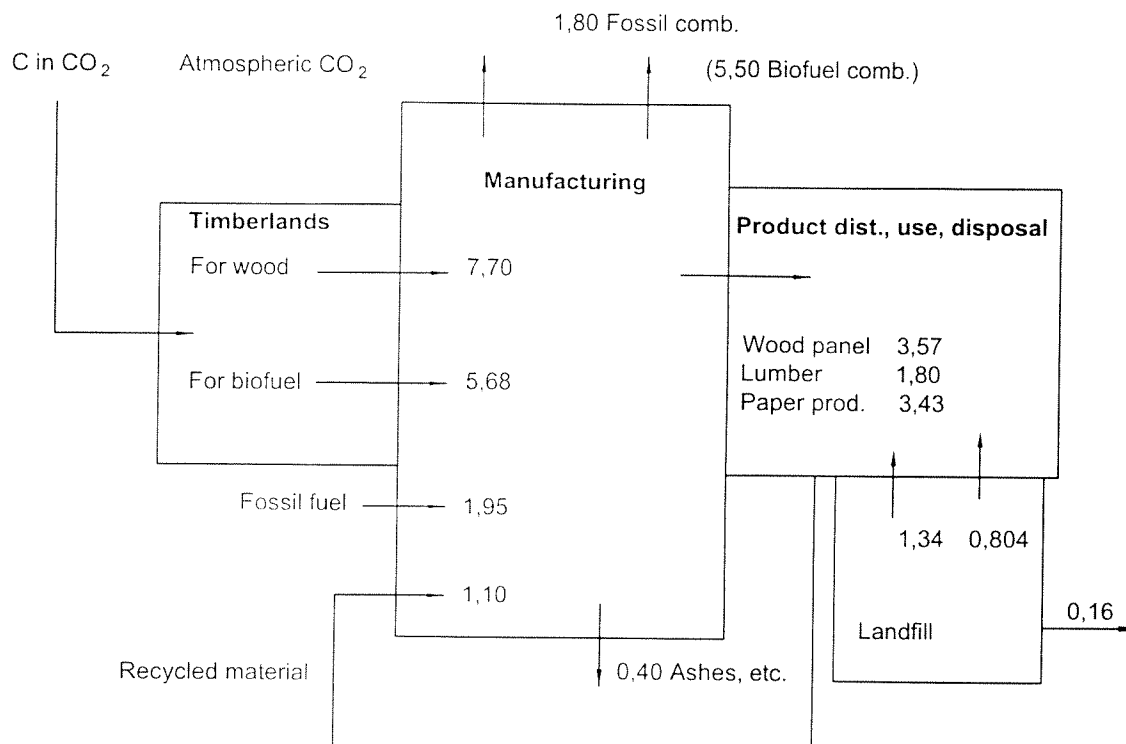 1,80 Fossil comb.
C in CO2 Atmospheric CO2 (5,50 Biofuel comb.)
Manufacturing
Timberlands
Product dist., use, disposal
For wood 7,70
Wood panel 3,57
Lumber 1,80
For biofuel 5,68
Paper prod. 3,43
Fossil fuel 1,95
1,34 0,804
1,10
0,16
Landfill
Recycled material 0,40 Ashes, etc.